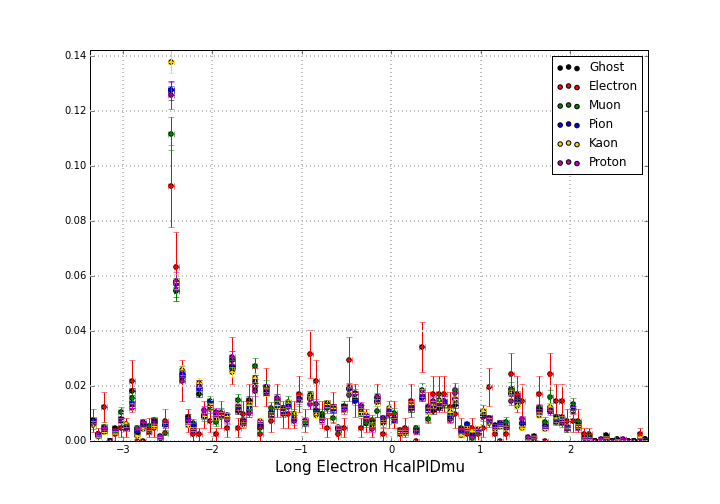 0.14
0.12
0.10
0.08
0.06
0.04
0.02
0.00
−3
−2
−1
0
1
2
Long Electron HcalPIDmu
Ghost
Electron
Muon
Pion
Kaon
Proton